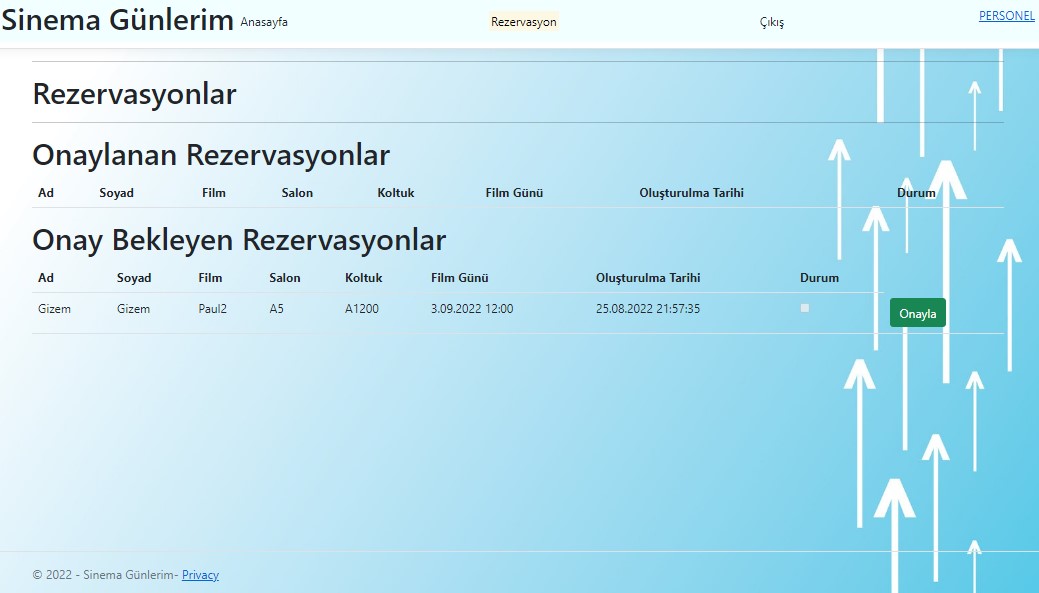 Sinema Günlerim Anasayfa Rezervasyon Çıkış PERSONEL
Rezervasyonlar
Onaylanan Rezervasyonlar
Ad Soyad Film Salon Koltuk Film Günü Oluşturulma Tarihi Durum
Onay Bekleyen Rezervasyonlar
Ad Soyad Film Salon Koltuk Film Günü Oluşturulma Tarihi Durum
Gizem Gizem Paul2 A5 A1200 3.09.2022 12:00 25.08.2022 21:57:35 Onayla
© 2022 - Sinema Günlerim- Privacy